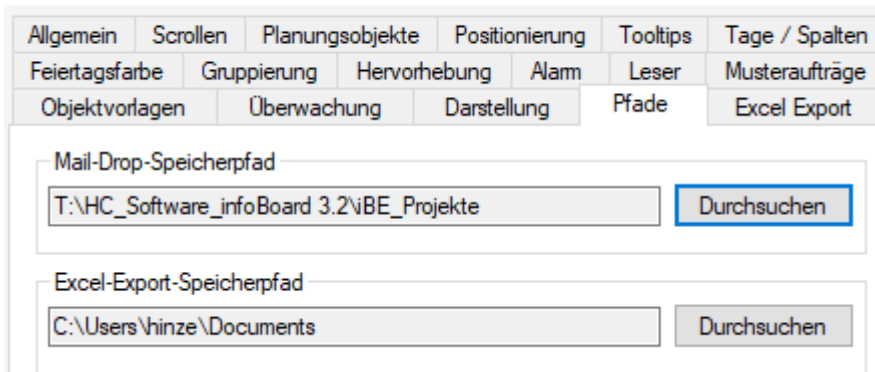 Allgemein Scrollen Planungsobjekte Positionierung Tooltips Tage / Spalten
Feiertagsfarbe Gruppierung Hervorhebung Alarm Leser Musteraufträge
Objektvorlagen Überwachung Darstellung Pfade Excel Export
Mail-Drop-Speicherpfad
T:\HC_Software_infoBoard 3.2\iBE_Projekte Durchsuchen
Excel-Export-Speicherpfad
C:\Users\hinze\Documents Durchsuchen